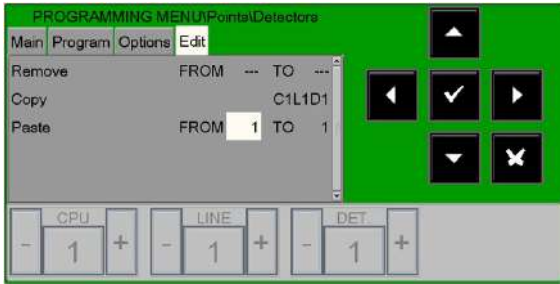 PROGRAMMING MENU\Points\Detectors
Main Program Options Edit
Remove FROM --- TO ---
Copy C1L1D1
Paste FROM 1 TO 1
CPU LINE DET.
- 1 + - 1 + - 1 +